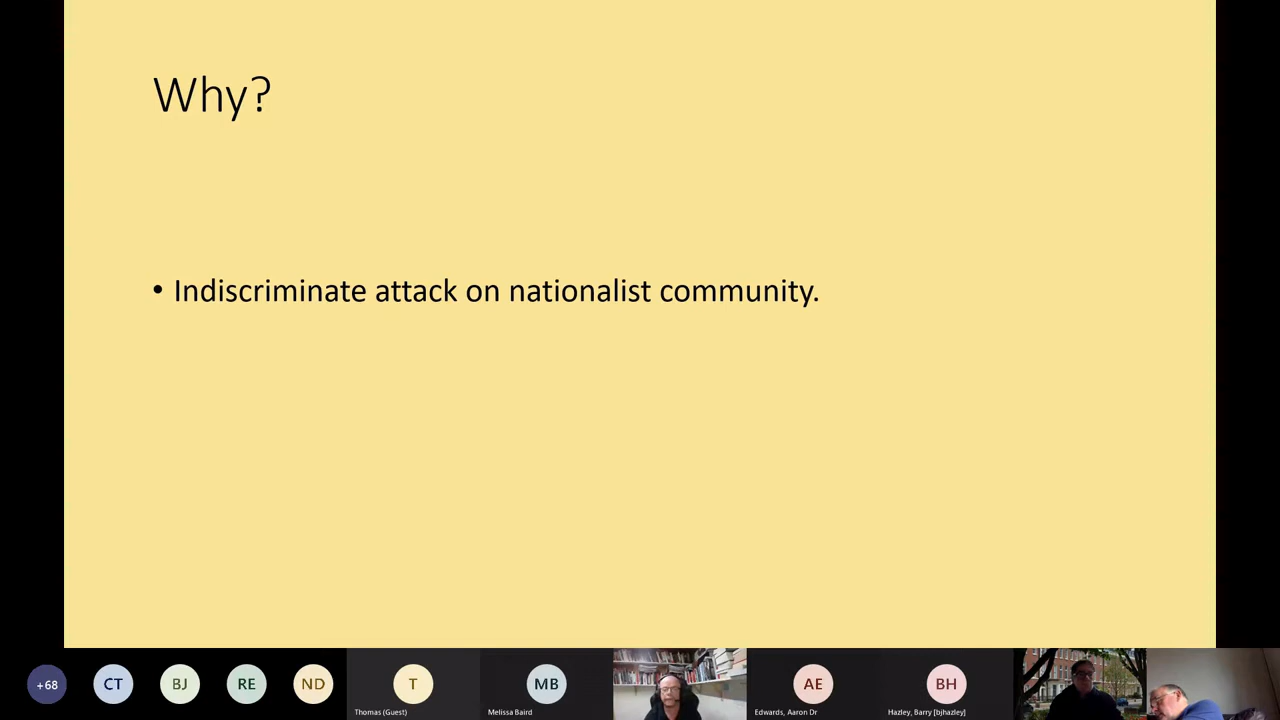 Why?
• Indiscriminate attack on nationalist community.
+68
CT
BJ
RE
ND
T
MB
AE
BH
Thomas (Guest)
Melissa Baird
Edwards, Aaron Dr
Hazley, Barry [bjhazley]